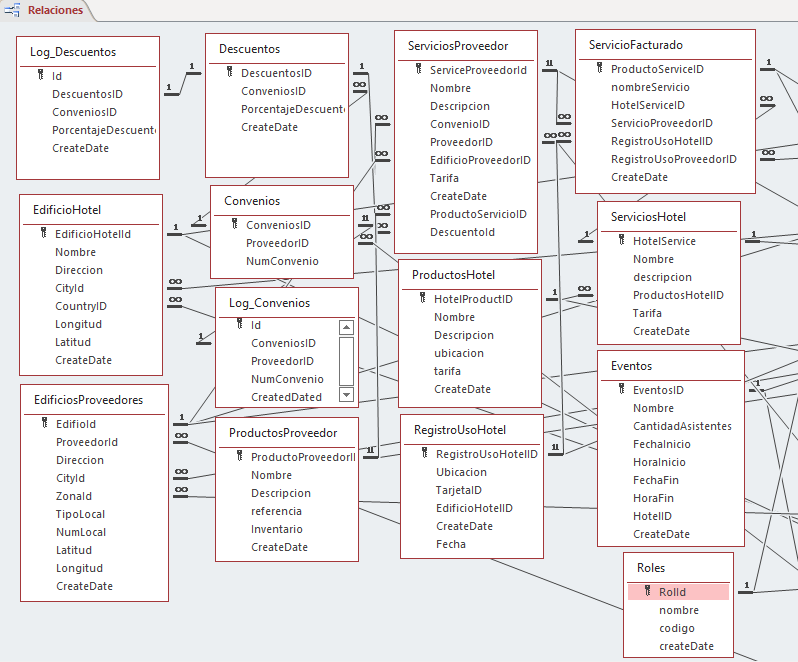 Relaciones
Log_Descuentos
Id
DescuentosID
ConveniosID
PorcentajeDescuent
CreateDate
Descuentos
DescuentosID
ConveniosID
PorcentajeDescuent
CreateDate
ServiciosProveedor
ServiceProveedorId
Nombre
Descripcion
ConvenioID
ProveedorID
EdificioProveedorID
Tarifa
CreateDate
ProductoServicioID
DescuentoId
ServicioFacturado
ProductoServiceID
nombreServicio
HotelServiceID
ServicioProveedorID
RegistroUsoHotelID
RegistroUsoProveedorID
CreateDate
EdificioHotel
EdificioHotelId
Nombre
Direccion
CityId
CountryID
Longitud
Latitud
CreateDate
Convenios
ConveniosID
ProveedorID
NumConvenio
ServiciosHotel
HotelService
Nombre
descripcion
ProductosHotelID
Tarifa
CreateDate
Log_Convenios
Id
ConveniosID
ProveedorID
NumConvenio
CreatedDated
ProductosHotel
HotelProductID
Nombre
Descripcion
ubicacion
tarifa
CreateDate
Eventos
EventosID
Nombre
CantidadAsistentes
FechaInicio
HoraInicio
FechaFin
HoraFin
HotelID
CreateDate
EdificiosProveedores
EdifioId
ProveedorId
Direccion
CityId
ZonaId
TipoLocal
NumLocal
Latitud
Longitud
CreateDate
ProductosProveedor
ProductoProveedorII
Nombre
Descripcion
referencia
Inventario
CreateDate
RegistroUsoHotel
RegistroUsoHotelID
Ubicacion
TarjetaID
EdificioHotelID
CreateDate
Fecha
Roles
RolId
nombre
codigo
createDate